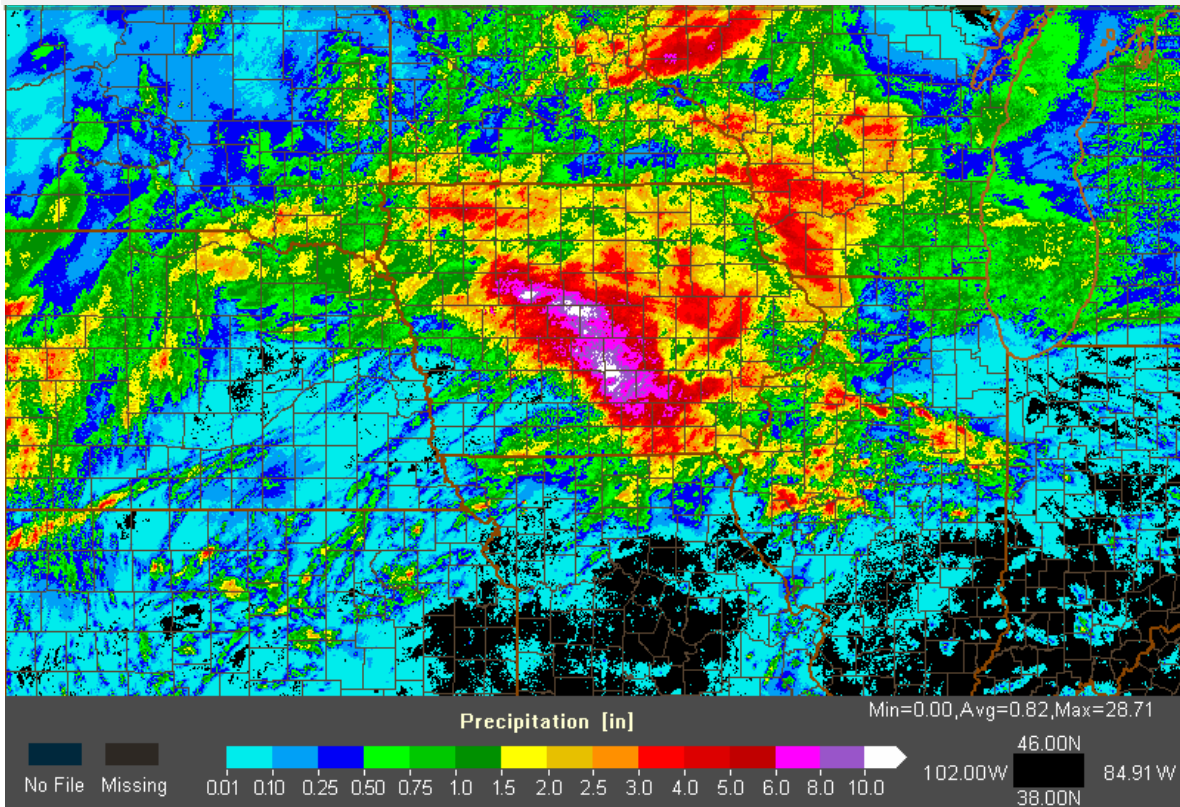 Min=0.00,Avg=0.82,Max=28.71
Precipitation [in]
46.00N
102.00W 84.91W
38.00N
No File Missing 0.01 0.10 0.25 0.50 0.75 1.0 1.5 2.0 2.5 3.0 4.0 5.0 6.0 8.0 10.0